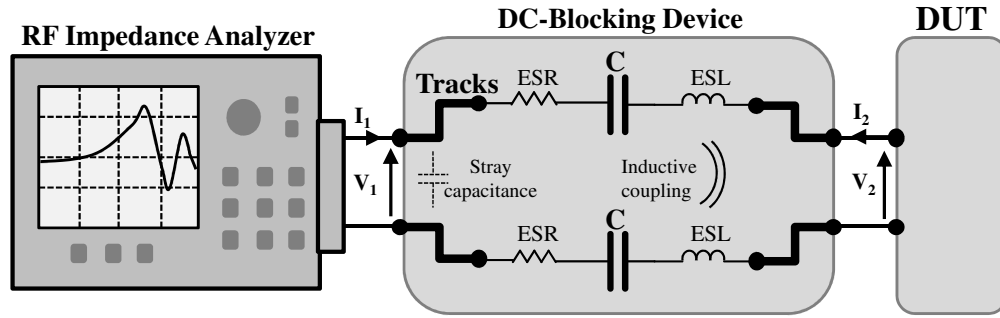 DC-Blocking Device
DUT
RF Impedance Analyzer
C
ESR
ESL
Tracks
I1
I2
V1
Stray
capacitance
Inductive
coupling
V2
C
ESR
ESL